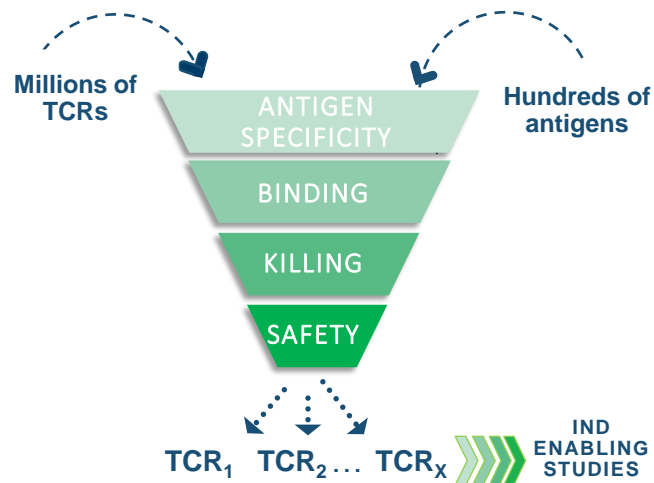 Millions of
TCRs
Hundreds of
antigens
ANTIGEN
SPECIFICITY
BINDING
KILLING
SAFETY
TCR₁ TCR₂ ... TCRₓ
IND
ENABLING
STUDIES